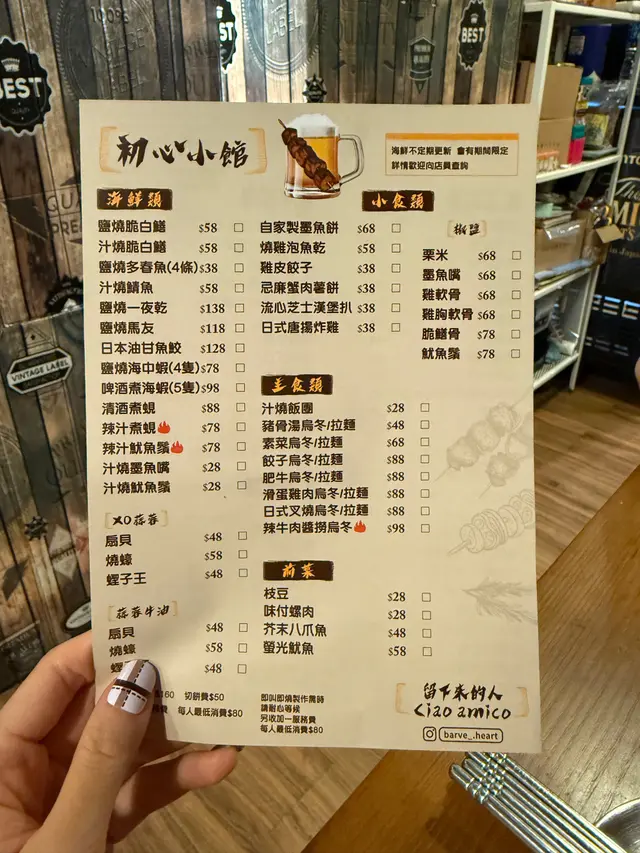 初心小館
海鮮不定期更新 會有期間限定
詳情歡迎向店員查詢
海鮮類
鹽燒脆白鱔 $58
汁燒脆白鱔 $58
鹽燒多春魚(4條) $38
汁燒鯖魚 $58
鹽燒一夜乾 $138
鹽燒馬友 $118
日本油甘魚鮫 $128
鹽燒海中蝦(4隻) $78
啤酒煮海蝦(5隻) $98
清酒煮蜆 $88
辣汁煮蜆 $78
辣汁魷魚鬚 $78
汁燒墨魚嘴 $28
汁燒魷魚鬚 $28
XO蒜蓉
扇貝 $48
燒蠔 $58
蟶子王 $48
蒜蓉牛油
扇貝 $48
燒蠔 $58
$48
小食類
自家製墨魚餅 $68
燒雞泡魚乾 $58
雞皮餃子 $38
忌廉蟹肉薯餅 $38
流心芝士漢堡扒 $38
日式唐揚炸雞 $38
椒鹽
栗米 $68
墨魚嘴 $68
雞軟骨 $68
雞胸軟骨 $68
脆鱔骨 $78
魷魚鬚 $78
主食類
汁燒飯團 $28
豬骨湯烏冬/拉麵 $48
素菜烏冬/拉麵 $68
餃子烏冬/拉麵 $88
肥牛烏冬/拉麵 $88
滑蛋雞肉烏冬/拉麵 $88
日式叉燒烏冬/拉麵 $88
辣牛肉醬撈烏冬 $98
前菜
枝豆 $28
味付螺肉 $28
芥末八爪魚 $48
螢光魷魚 $58
$160 切餅費$50
每人最低消費$80
即叫即燒製作需時
請耐心等候
另收加一服務費
每人最低消費$80
留下來的人
Ciao amico
barve_.heart
BEST
BEST
VINTAGE LABEL